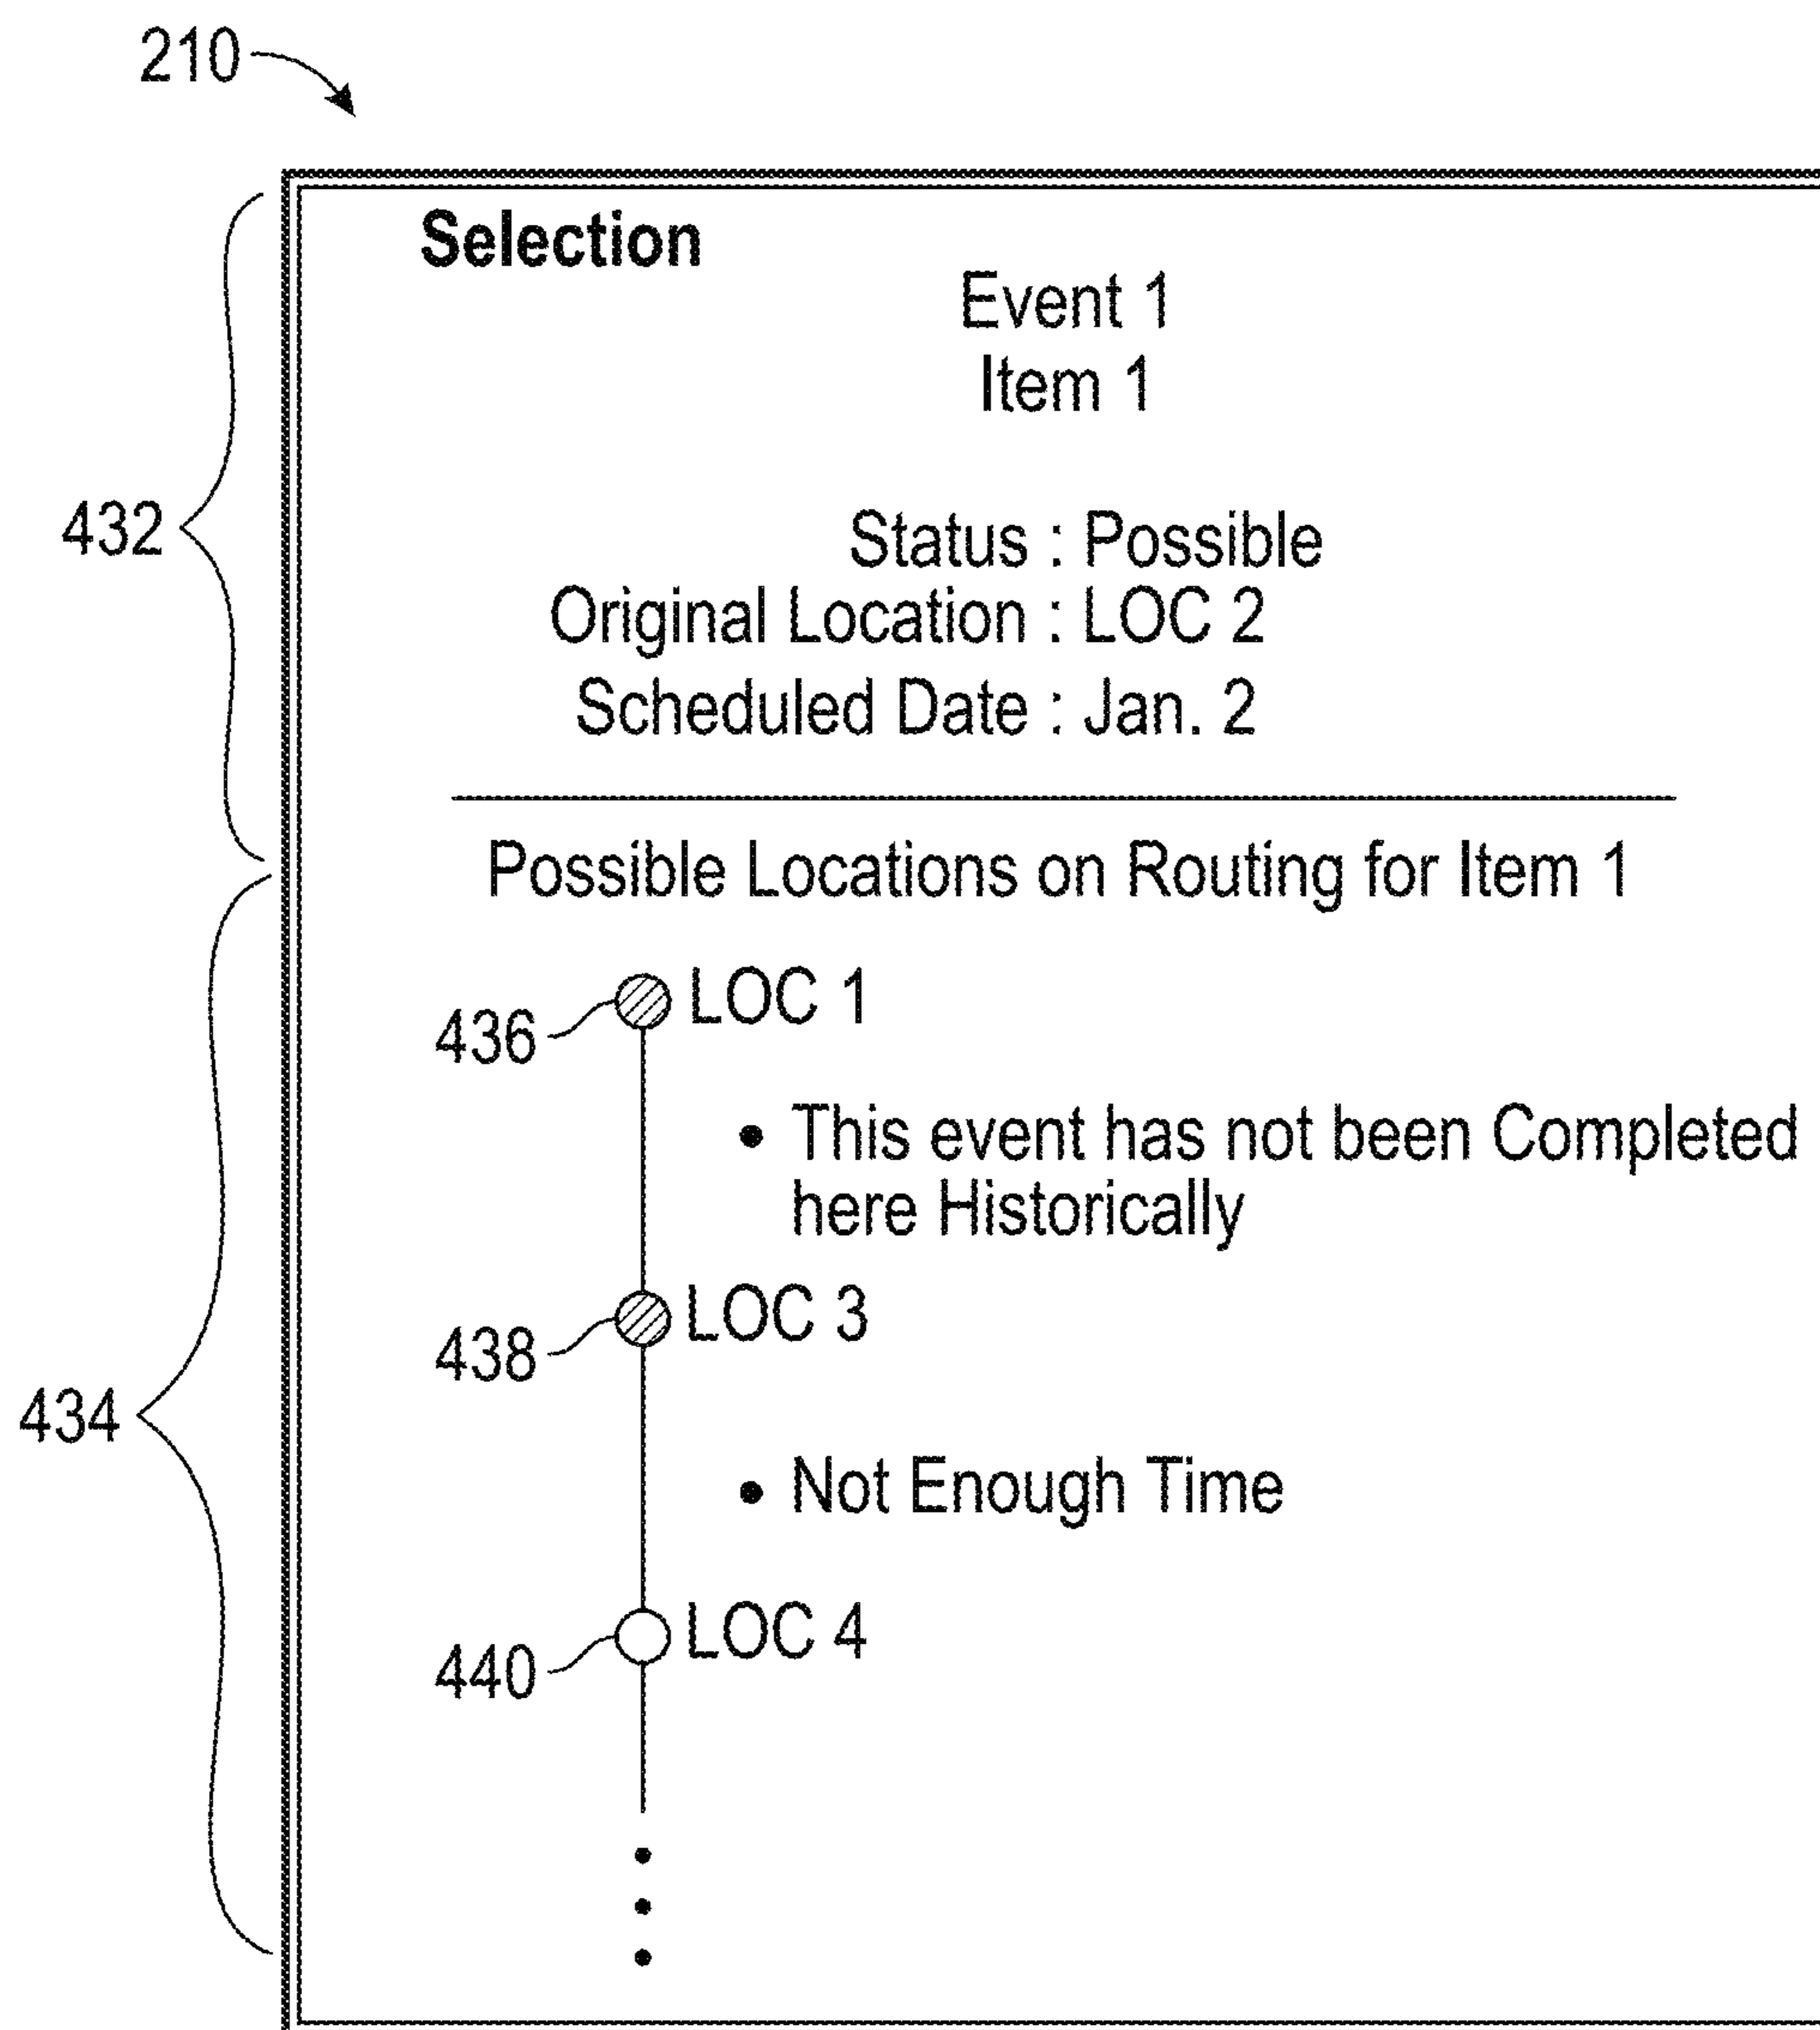 210
Selection
Event 1
Item 1
432
Status : Possible
Original Location : LOC 2
Scheduled Date : Jan. 2
Possible Locations on Routing for Item 1
LOC 1
436
• This event has not been Completed
here Historically
LOC 3
438
434
• Not Enough Time
LOC 4
440